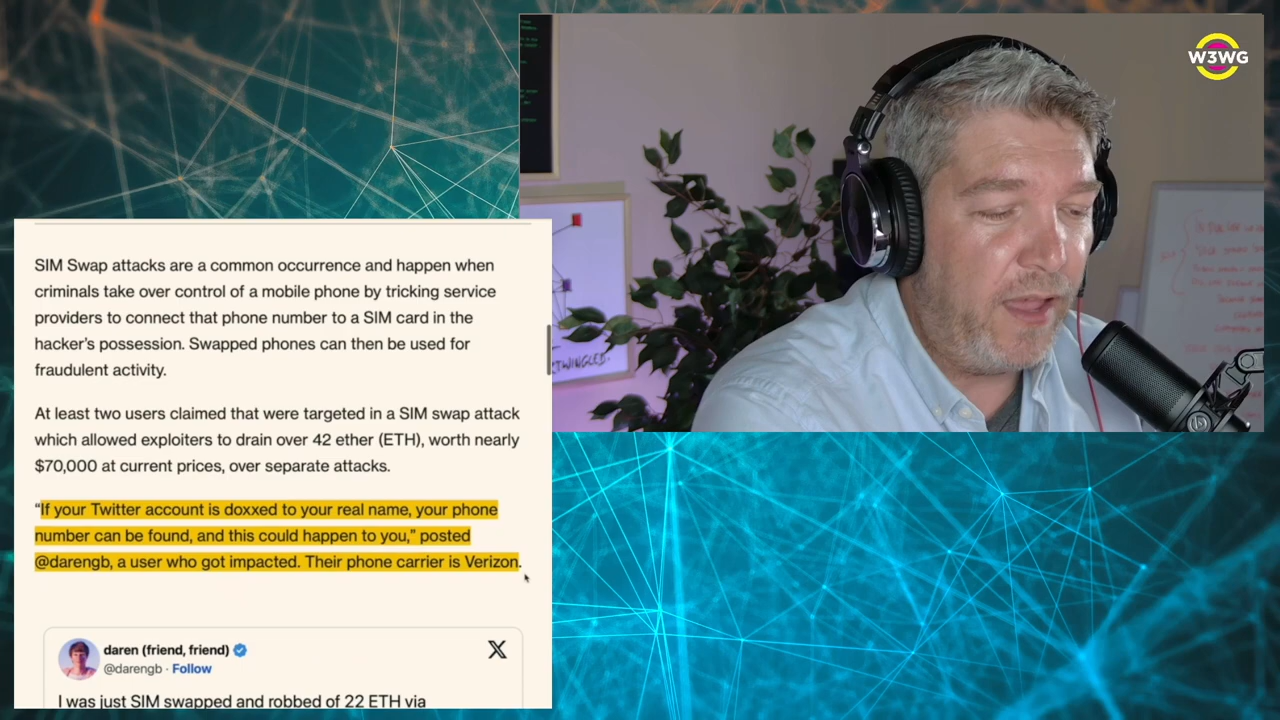 W3WG
SIM Swap attacks are a common occurrence and happen when
criminals take over control of a mobile phone by tricking service
providers to connect that phone number to a SIM card in the
hacker's possession. Swapped phones can then be used for
fraudulent activity.
At least two users claimed that were targeted in a SIM swap attack
which allowed exploiters to drain over 42 ether (ETH), worth nearly
$70,000 at current prices, over separate attacks.
“If your Twitter account is doxxed to your real name, your phone
number can be found, and this could happen to you,” posted
@darengb, a user who got impacted. Their phone carrier is Verizon.
daren (friend, friend)
@darengb · Follow
I was just SIM swapped and robbed of 22 ETH via